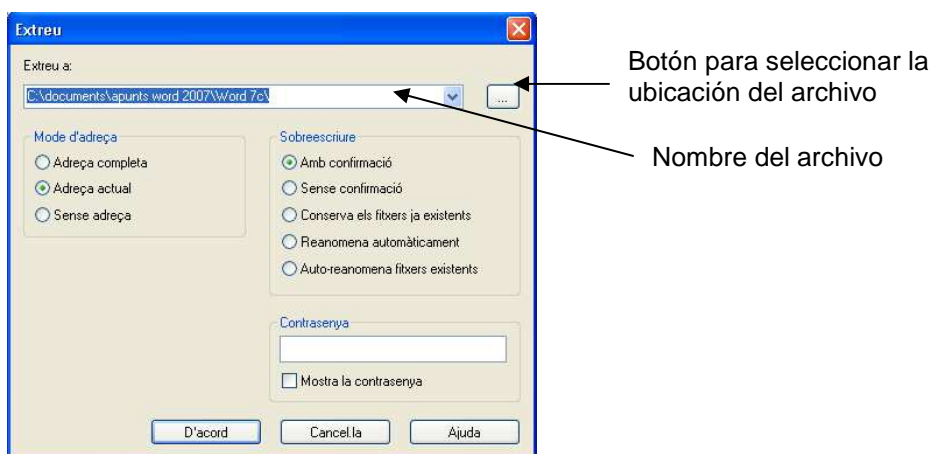 Extreu
Extreu a:
C:\documents\apunts word 2007\Word 7c\
...
Botón para seleccionar la
ubicación del archivo
Nombre del archivo
Mode d'adreça
Adreça completa
Adreça actual
Sense adreça
Sobreescriure
Amb confirmació
Sense confirmació
Conserva els fitxers ja existents
Reanomena automàticament
Auto-reanomena fitxers existents
Contrasenya
Mostra la contrasenya
D'acord
Cancel.la
Ajuda